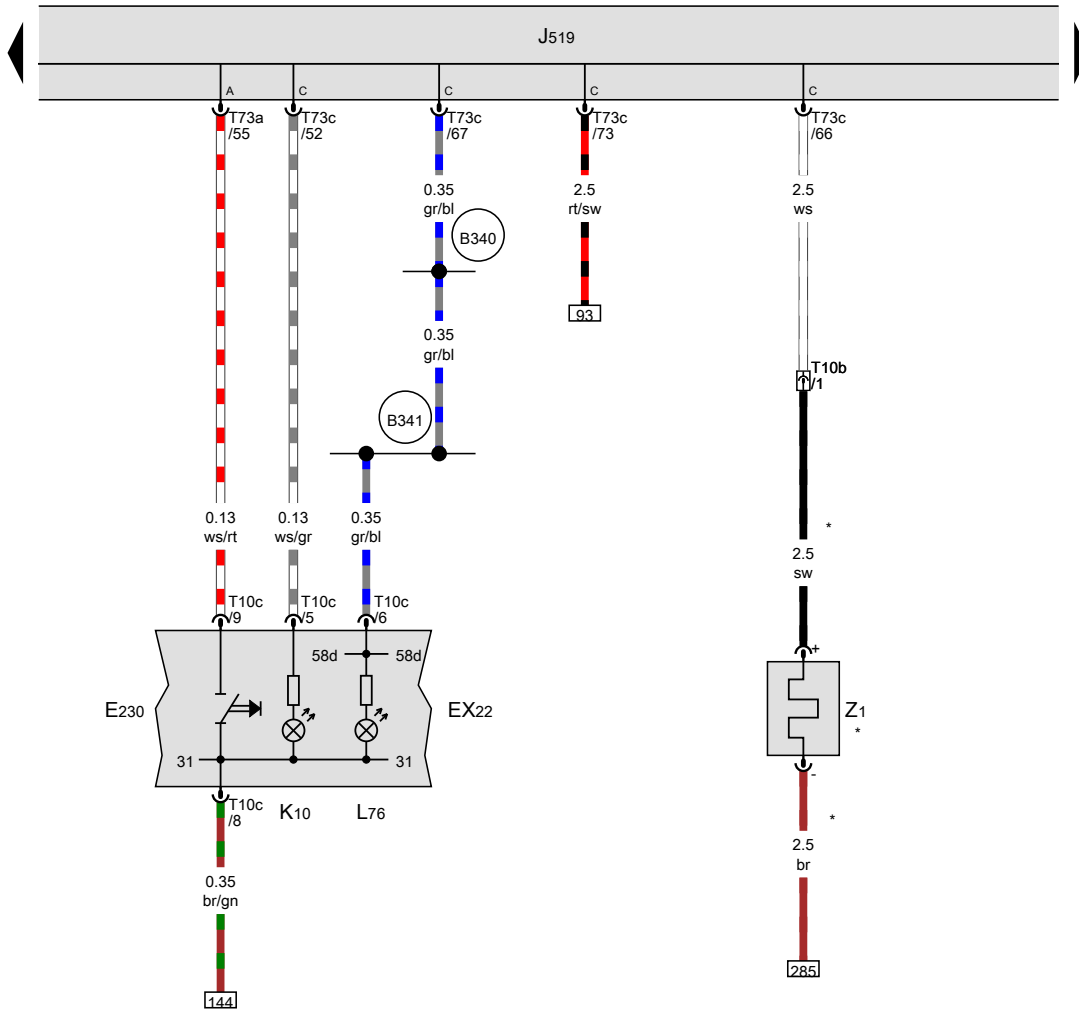 J519
A
C
C
C
C
T73a
/55
T73c
/52
T73c
/67
T73c
/73
T73c
/66
0.35
gr/bl
2.5
rt/sw
2.5
ws
B340
93
0.35
gr/bl
T10b
/1
B341
0.13
ws/rt
0.13
ws/gr
0.35
gr/bl
*
2.5
sw
T10c
/9
T10c
/5
T10c
/6
+
58d
58d
E230
EX22
Z1
*
31
31
-
T10c
/8
K10
L76
*
2.5
br
0.35
br/gn
285
144